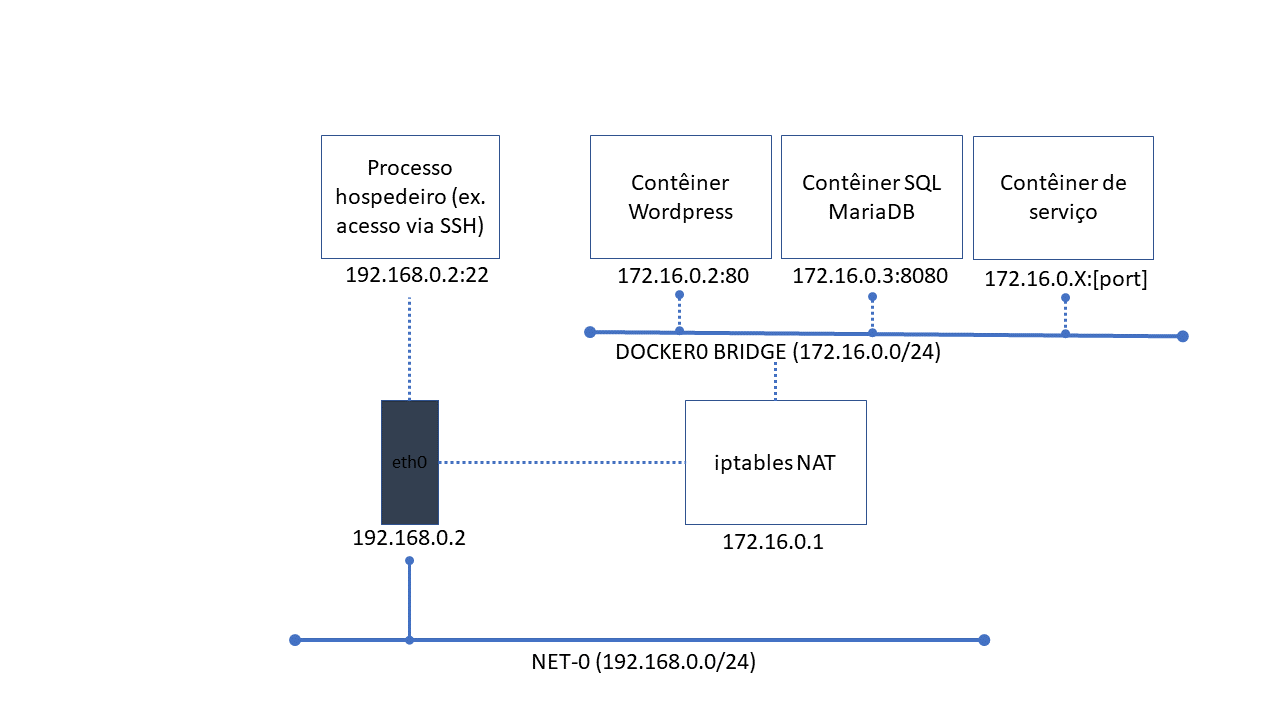 Processo
hospedeiro (ex.
acesso via SSH)
192.168.0.2:22
Contêiner
Wordpress
172.16.0.2:80
Contêiner SQL
MariaDB
172.16.0.3:8080
Contêiner de
serviço
172.16.0.X:[port]
DOCKER0 BRIDGE (172.16.0.0/24)
eth0
192.168.0.2
iptables NAT
172.16.0.1
NET-0 (192.168.0.0/24)